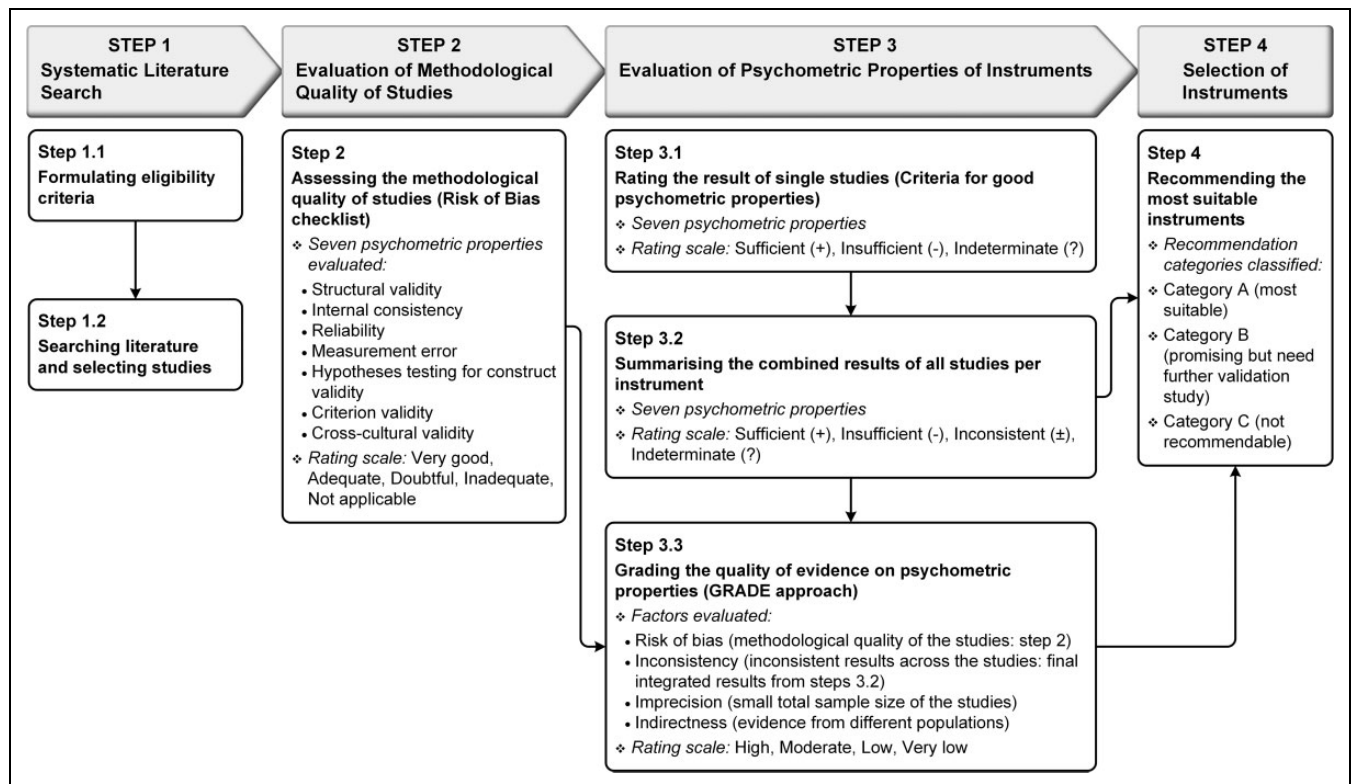 STEP 1
Systematic Literature
Search
STEP 2
Evaluation of Methodological
Quality of Studies
STEP 3
Evaluation of Psychometric Properties of Instruments
STEP 4
Selection of
Instruments
Step 1.1
Formulating eligibility
criteria
Step 1.2
Searching literature
and selecting studies
Step 2
Assessing the methodological
quality of studies (Risk of Bias
checklist)
❖ Seven psychometric properties
evaluated:
• Structural validity
• Internal consistency
• Reliability
• Measurement error
• Hypotheses testing for construct
validity
• Criterion validity
• Cross-cultural validity
❖ Rating scale: Very good,
Adequate, Doubtful, Inadequate,
Not applicable
Step 3.1
Rating the result of single studies (Criteria for good
psychometric properties)
❖ Seven psychometric properties
❖ Rating scale: Sufficient (+), Insufficient (-), Indeterminate (?)
Step 3.2
Summarising the combined results of all studies per
instrument
❖ Seven psychometric properties
❖ Rating scale: Sufficient (+), Insufficient (-), Inconsistent (±),
Indeterminate (?)
Step 3.3
Grading the quality of evidence on psychometric
properties (GRADE approach)
❖ Factors evaluated:
• Risk of bias (methodological quality of the studies: step 2)
• Inconsistency (inconsistent results across the studies: final
integrated results from steps 3.2)
• Imprecision (small total sample size of the studies)
• Indirectness (evidence from different populations)
❖ Rating scale: High, Moderate, Low, Very low
Step 4
Recommending the
most suitable
instruments
❖ Recommendation
categories classified:
❖ Category A (most
suitable)
❖ Category B
(promising but need
further validation
study)
❖ Category C (not
recommendable)